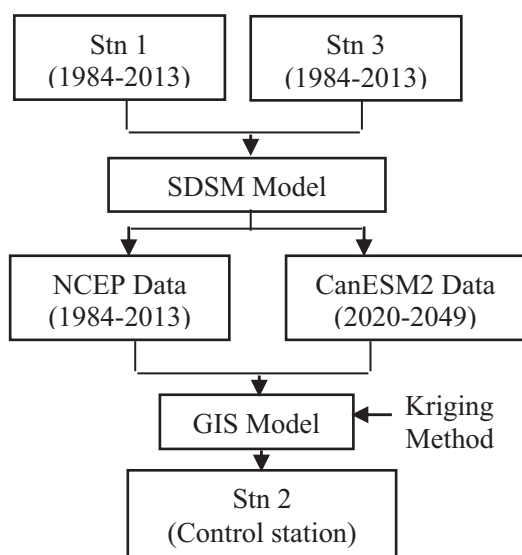 Stn 1
(1984-2013)
Stn 3
(1984-2013)
SDSM Model
NCEP Data
(1984-2013)
CanESM2 Data
(2020-2049)
GIS Model
Kriging
Method
Stn 2
(Control station)